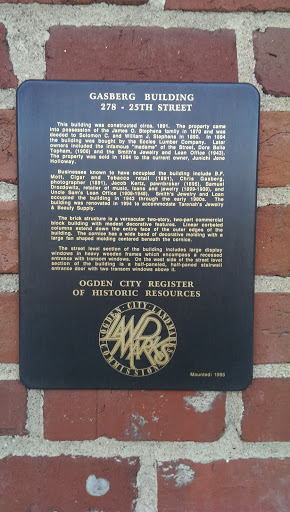 GASBERG BUILDING
278 - 25TH STREET
This building was constructed circa. 1891. The property came
into possession of the James O. Stephens family in 1870 and was
deeded to Solomon C. and William J. Stephens in 1890. In 1894
the building was bought by the Eccles Lumber Company. Later
owners included the infamous "madame" of the Street, Dora Belle
Topham, (1909) and the Smith's Jewelry and Loan Office (1943).
The property was sold in 1994 to the current owner, Junichi Jene
Holloway.
Businesses known to have occupied the building include B.F.
Mott, Cigar and Tobacco retail (1891), Chris Gasberg,
photographer (1891), Jacob Kertz, pawnbroker (1895), Samuel
Drozdowitz, retailer of music, loans and jewelry (1899-1909), and
Uncle Sam's Loan Office (1908-1948). Smith's Jewelry and Loan
occupied the building in 1943 through the early 1900s. The
building was renovated in 1994 to accommodate
Jewelry
& Beauty Supply.
The brick structure is a vernacular two-story, two-part commercial
block building with modest decorative features. Linear corbeled
columns extend down the entire face of the outer edges of the
building. The cornice has a wide band of decorative molding with a
large fan shaped molding centered beneath the cornice.
The street level section of the building includes large display
windows in heavy wooden frames which encompass a recessed
entrance with transom windows. On the west side of the street level
section of the building is a half-paneled, half-paned stairwell
entrance door with two transom windows above it.
OGDEN CITY REGISTER
OF HISTORIC RESOURCES
OGDEN CITY LANDMARKS
COMMISSION
Mounted: 1995